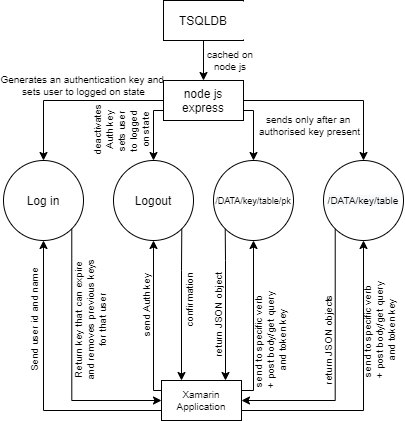 TSQLDB
cached on
node js
Generates an authentication key and
sets user to logged on state
node js
express
deactivates
Auth key
sets user
to logged
on state
sends only after an
authorised key present
Log in
Logout
/DATA/key/table/pk
/DATA/key/table
Send user id and name
Return key that can expire
and removes previous keys
for that user
send Auth key
confirmation
return JSON object
send to specific verb
+ post body/get query
and token key
return JSON objects
send to specific verb
+ post body/get query
and token key
Xamarin
Application